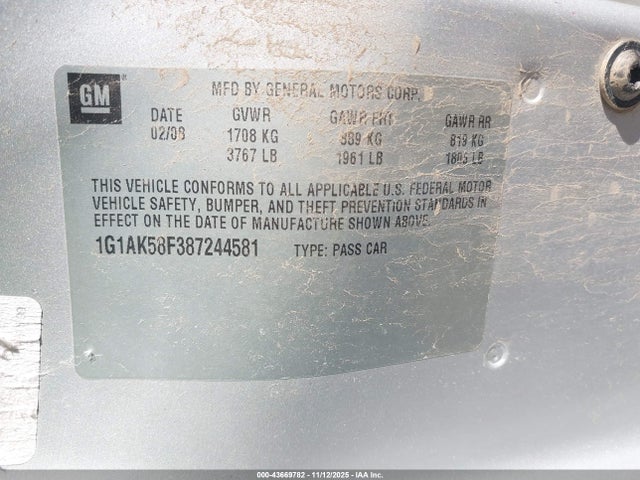 GM
MFD BY GENERAL MOTORS CORP.
DATE GVWR GAWR FRT GAWR RR
02/08 1708 KG 889 KG 819 KG
3767 LB 1961 LB 1805 LB
THIS VEHICLE CONFORMS TO ALL APPLICABLE U.S. FEDERAL MOTOR
VEHICLE SAFETY, BUMPER, AND THEFT PREVENTION STANDARDS IN
EFFECT ON THE DATE OF MANUFACTURE SHOWN ABOVE.
1G1AK58F387244581 TYPE: PASS CAR
000-43669782 - 11/12/2025 - IAA Inc.